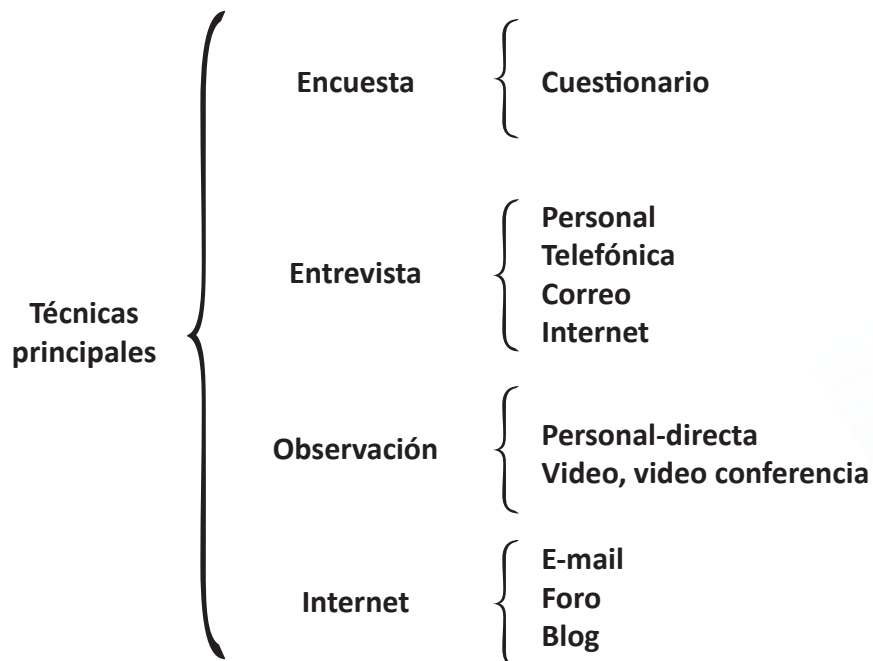 Técnicas
principales
Encuesta
Cuestionario
Entrevista
Personal
Telefónica
Correo
Internet
Observación
Personal-directa
Video, video conferencia
Internet
E-mail
Foro
Blog